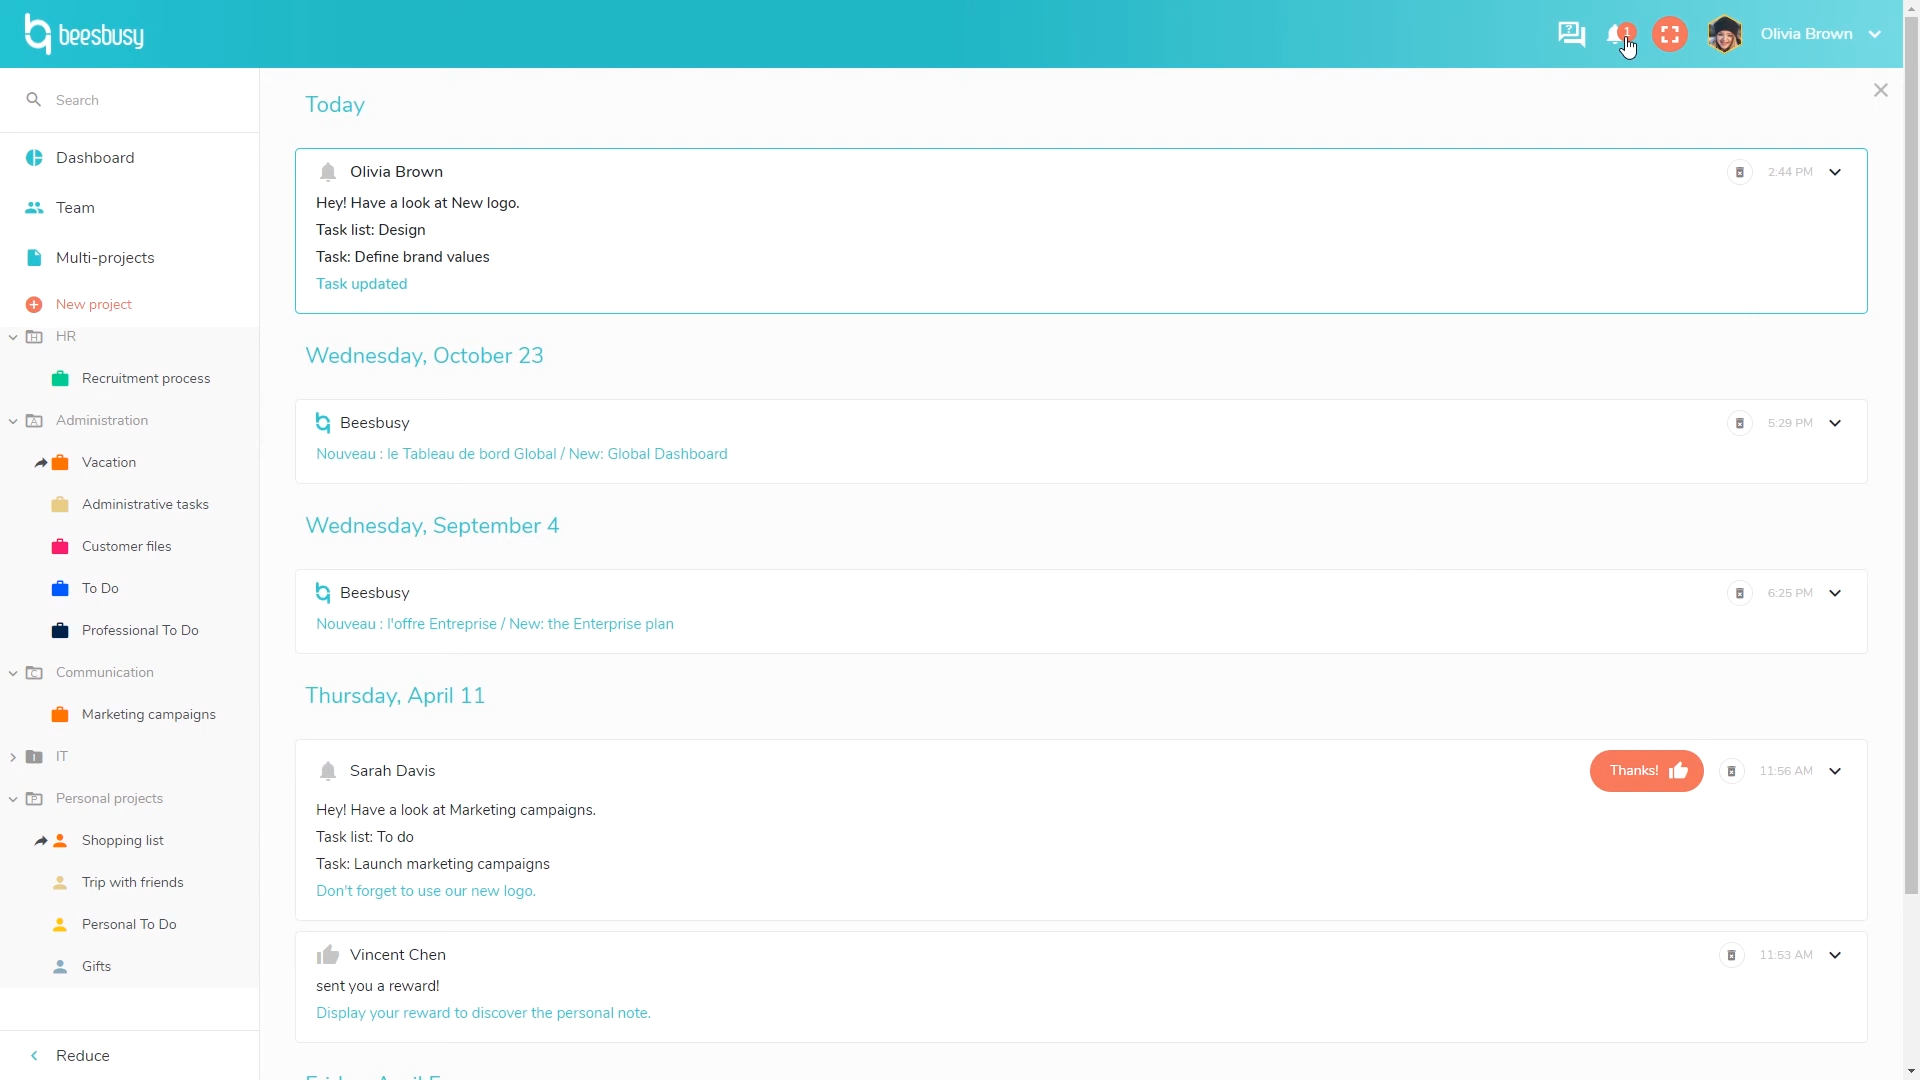 beesbusy
?
1
Olivia Brown
Search
Dashboard
Team
Multi-projects
New project
H HR
Recruitment process
A Administration
Vacation
Administrative tasks
Customer files
To Do
Professional To Do
C Communication
Marketing campaigns
I IT
P Personal projects
Shopping list
Trip with friends
Personal To Do
Gifts
Reduce
Today
Olivia Brown
2:44 PM
Hey! Have a look at New logo.
Task list: Design
Task: Define brand values
Task updated
Wednesday, October 23
Beesbusy
5:29 PM
Nouveau : le Tableau de bord Global / New: Global Dashboard
Wednesday, September 4
Beesbusy
6:25 PM
Nouveau : l'offre Entreprise / New: the Enterprise plan
Thursday, April 11
Sarah Davis
Thanks!
11:56 AM
Hey! Have a look at Marketing campaigns.
Task list: To do
Task: Launch marketing campaigns
Don't forget to use our new logo.
Vincent Chen
11:53 AM
sent you a reward!
Display your reward to discover the personal note.